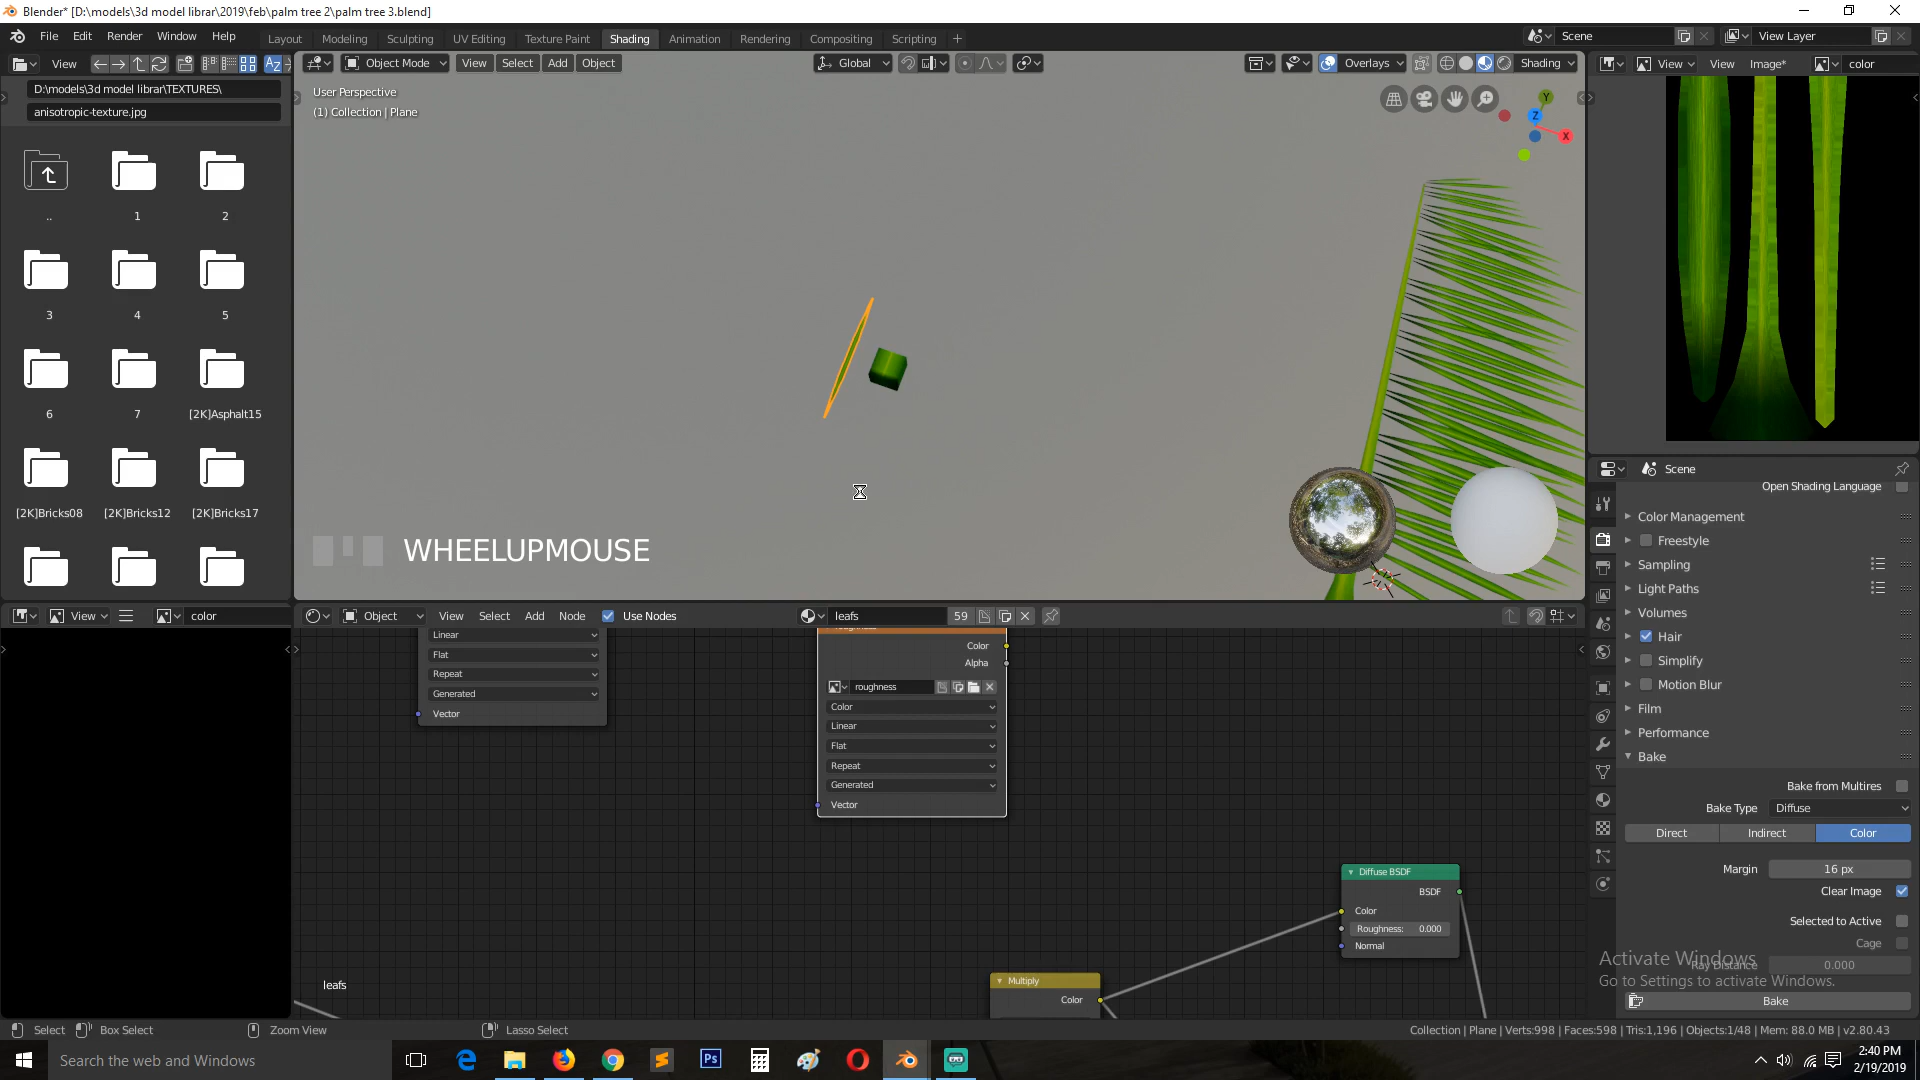 Blender* [D:\models\3d model librar\2019\feb\palm tree 2\palm tree 3.blend]
File Edit Render Window Help
Layout Modeling Sculpting UV Editing Texture Paint Shading Animation Rendering Compositing Scripting +
Scene
View Layer
View
Object Mode View Select Add Object
Global
Overlays
Shading
View View Image* color
D:\models\3d model librar\TEXTURES\
anisotropic-texture.jpg
User Perspective
(1) Collection | Plane
Y
Z
X
.. 1 2
3 4 5
6 7 [2K]Asphalt15
[2K]Bricks08 [2K]Bricks12 [2K]Bricks17
WHEELUPMOUSE
Scene
Open Shading Language
Color Management
Freestyle
Sampling
Light Paths
Volumes
Hair
Simplify
Motion Blur
Film
Performance
Bake
Bake from Multires
Bake Type Diffuse
Direct Indirect Color
Margin 16 px
Clear Image
Selected to Active
Cage
Ray Distance 0.000
Bake
Activate Windows
Go to Settings to activate Windows.
View color
Object View Select Add Node Use Nodes
leafs 59
Linear
Flat
Repeat
Generated
Vector
Color
Alpha
roughness
Color
Linear
Flat
Repeat
Generated
Vector
Diffuse BSDF
BSDF
Color
Roughness: 0.000
Normal
Multiply
Color
leafs
Select Box Select Zoom View Lasso Select
Collection | Plane | Verts:998 | Faces:598 | Tris:1,196 | Objects:1/48 | Mem: 88.0 MB | v2.80.43
Search the web and Windows
Ps
2:40 PM
2/19/2019